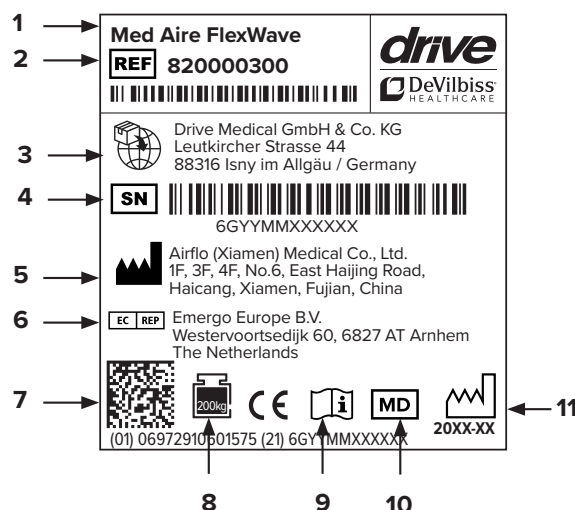 1
Med Aire FlexWave
2
REF 820000300
drive
DeVilbiss
HEALTHCARE
3
Drive Medical GmbH & Co. KG
Leutkircher Strasse 44
88316 Isny im Allgäu / Germany
4
SN
6GYYMMXXXXXX
5
Airflo (Xiamen) Medical Co., Ltd.
1F, 3F, 4F, No.6, East Haijing Road,
Haicang, Xiamen, Fujian, China
6
EC REP
Emergo Europe B.V.
Westervoortsedijk 60, 6827 AT Arnhem
The Netherlands
7
200kg
CE
i
MD
11
20XX-XX
(01) 06972910601575 (21) 6GYYMMXXXXXX
8
9
10